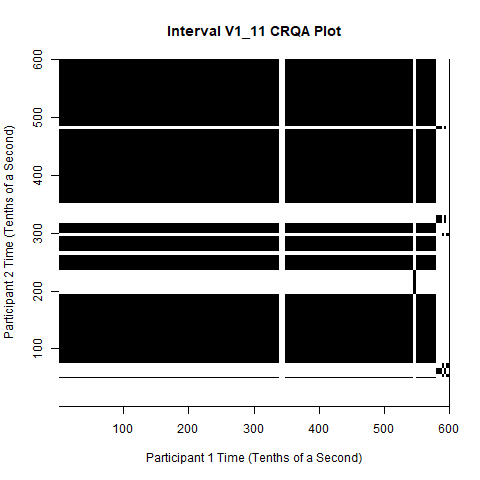 Interval V1_11 CRQA Plot
Participant 2 Time (Tenths of a Second)
600
500
400
300
200
100
100 200 300 400 500 600
Participant 1 Time (Tenths of a Second)